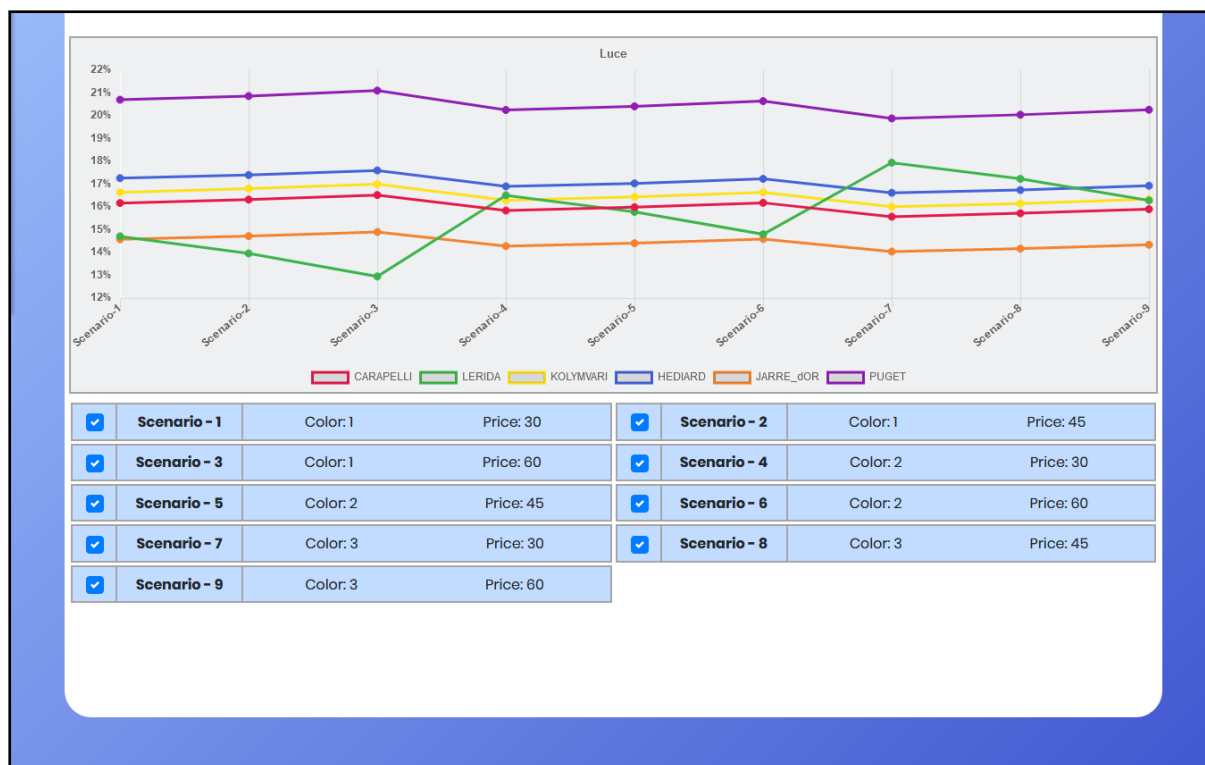 Luce
22%
21%
20%
19%
18%
17%
16%
15%
14%
13%
12%
Scenario-1 Scenario-2 Scenario-3 Scenario-4 Scenario-5 Scenario-6 Scenario-7 Scenario-8 Scenario-9
CARAPELLI LERIDA KOLYMVARI HEDIARD JARRE_dOR PUGET
Scenario - 1 Color: 1 Price: 30 Scenario - 2 Color: 1 Price: 45
Scenario - 3 Color: 1 Price: 60 Scenario - 4 Color: 2 Price: 30
Scenario - 5 Color: 2 Price: 45 Scenario - 6 Color: 2 Price: 60
Scenario - 7 Color: 3 Price: 30 Scenario - 8 Color: 3 Price: 45
Scenario - 9 Color: 3 Price: 60